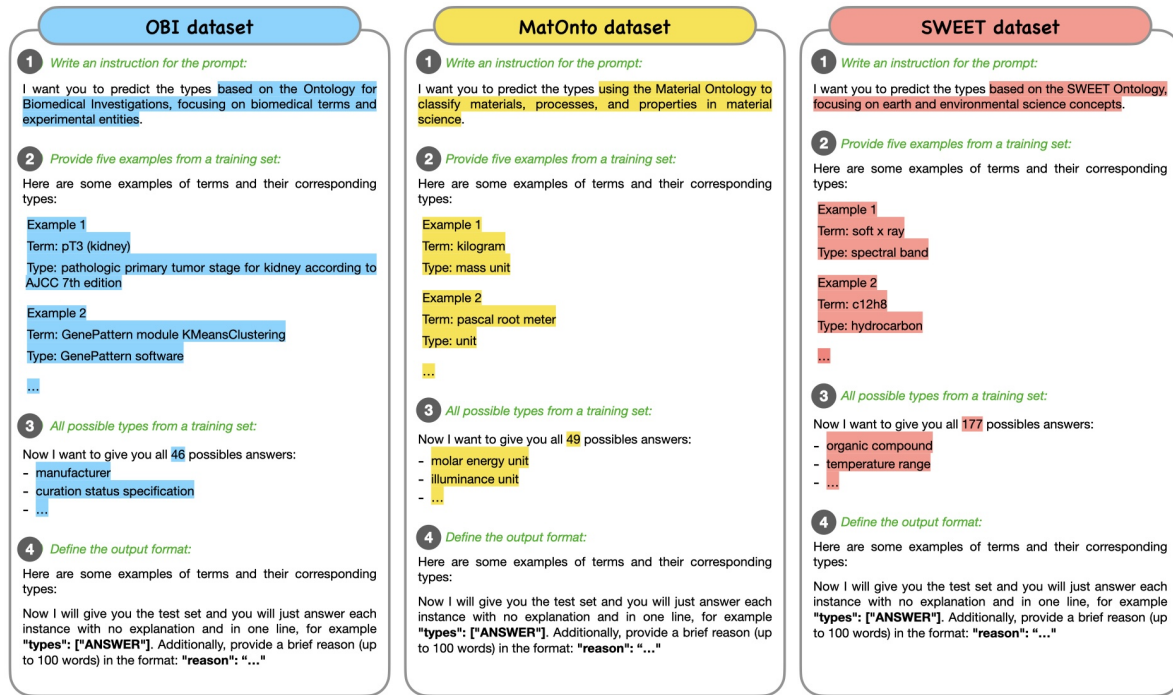 OBI dataset
1 Write an instruction for the prompt:
I want you to predict the types based on the Ontology for
Biomedical Investigations, focusing on biomedical terms and
experimental entities.
2 Provide five examples from a training set:
Here are some examples of terms and their corresponding
types:
Example 1
Term: pT3 (kidney)
Type: pathologic primary tumor stage for kidney according to
AJCC 7th edition
Example 2
Term: GenePattern module KMeansClustering
Type: GenePattern software
...
3 All possible types from a training set:
Now I want to give you all 46 possibles answers:
- manufacturer
- curation status specification
- ...
4 Define the output format:
Here are some examples of terms and their corresponding
types:
Now I will give you the test set and you will just answer each
instance with no explanation and in one line, for example
"types": ["ANSWER"]. Additionally, provide a brief reason (up
to 100 words) in the format: "reason": “..."
MatOnto dataset
1 Write an instruction for the prompt:
I want you to predict the types using the Material Ontology to
classify materials, processes, and properties in material
science.
2 Provide five examples from a training set:
Here are some examples of terms and their corresponding
types:
Example 1
Term: kilogram
Type: mass unit
Example 2
Term: pascal root meter
Type: unit
...
3 All possible types from a training set:
Now I want to give you all 49 possibles answers:
- molar energy unit
- illuminance unit
- ...
4 Define the output format:
Here are some examples of terms and their corresponding
types:
Now I will give you the test set and you will just answer each
instance with no explanation and in one line, for example
"types": ["ANSWER"]. Additionally, provide a brief reason (up
to 100 words) in the format: "reason": “..."
SWEET dataset
1 Write an instruction for the prompt:
I want you to predict the types based on the SWEET Ontology,
focusing on earth and environmental science concepts.
2 Provide five examples from a training set:
Here are some examples of terms and their corresponding
types:
Example 1
Term: soft x ray
Type: spectral band
Example 2
Term: c12h8
Type: hydrocarbon
...
3 All possible types from a training set:
Now I want to give you all 177 possibles answers:
- organic compound
- temperature range
- ...
4 Define the output format:
Here are some examples of terms and their corresponding
types:
Now I will give you the test set and you will just answer each
instance with no explanation and in one line, for example
"types": ["ANSWER"]. Additionally, provide a brief reason (up
to 100 words) in the format: "reason": “..."